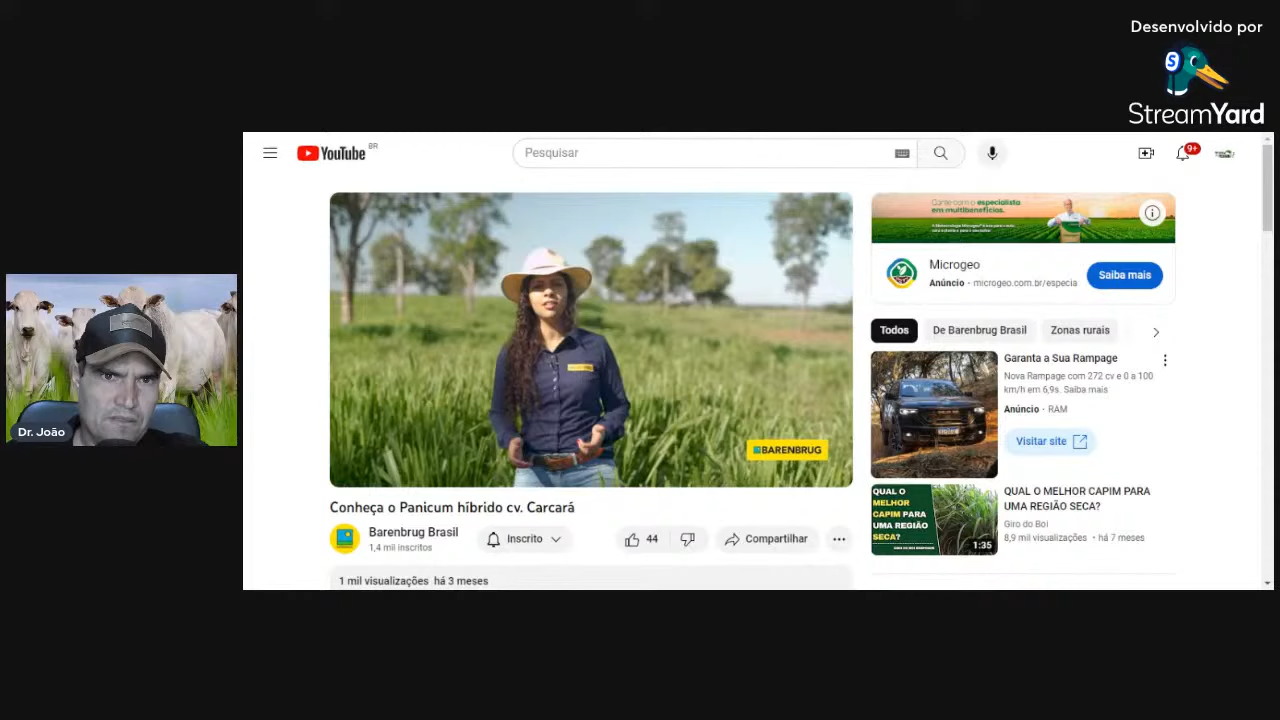 Desenvolvido por
StreamYard
YouTube BR
Pesquisar
9+
Conte com o especialista
em multibenefícios.
Microgeo
Anúncio · microgeo.com.br/especia
Saiba mais
BARENBRUG
Todos
De Barenbrug Brasil
Zonas rurais
Garanta a Sua Rampage
Nova Rampage com 272 cv e 0 a 100
km/h em 6,9s. Saiba mais
Anúncio · RAM
Visitar site
Dr. João
QUAL O
MELHOR
CAPIM PARA
UMA REGIÃO
SECA?
1:35
QUAL O MELHOR CAPIM PARA
UMA REGIÃO SECA?
Giro do Boi
8,9 mil visualizações • há 7 meses
Conheça o Panicum híbrido cv. Carcará
Barenbrug Brasil
1,4 mil inscritos
Inscrito
44
Compartilhar
1 mil visualizações há 3 meses